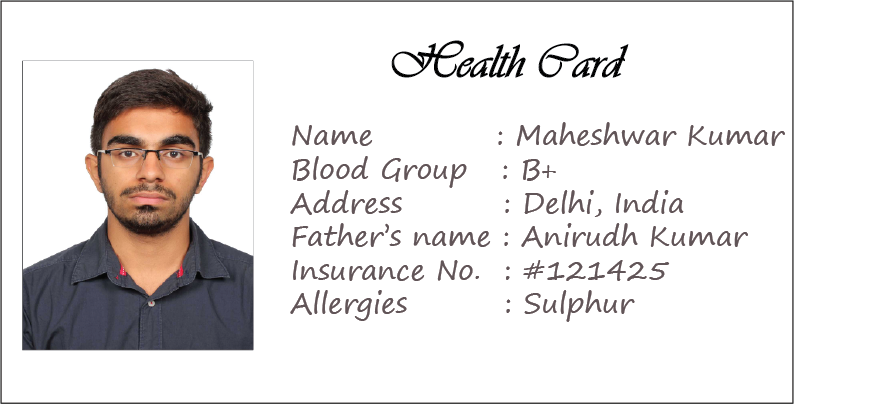 Health Card
Name : Maheshwar Kumar
Blood Group : B+
Address : Delhi, India
Father's name : Anirudh Kumar
Insurance No. : #121425
Allergies : Sulphur